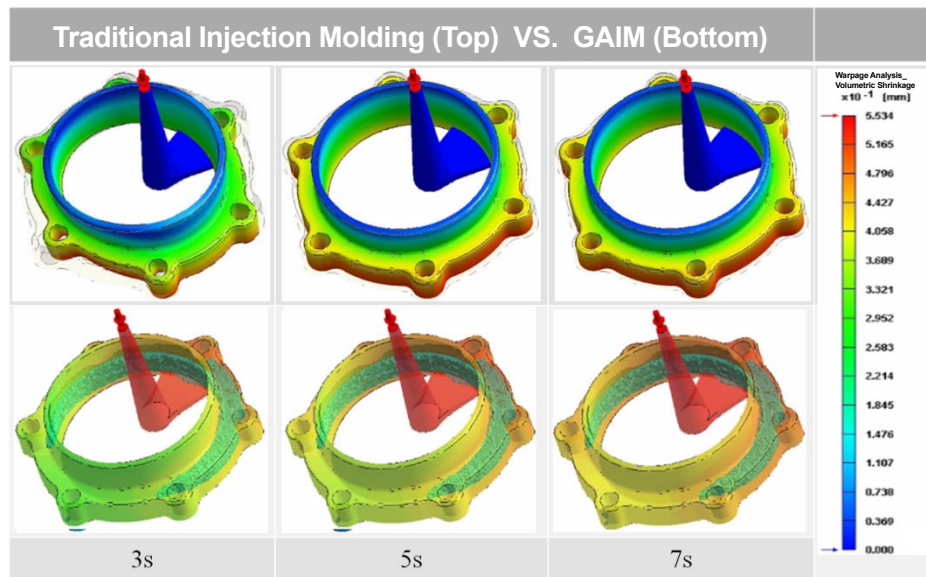 Traditional Injection Molding (Top) VS. GAIM (Bottom)
Warpage Analysis_
Volumetric Shrinkage
x10 -1 [mm]
5.534
5.165
4.796
4.427
4.058
3.689
3.321
2.952
2.583
2.214
1.845
1.476
1.107
0.738
0.369
0.000
3s
5s
7s